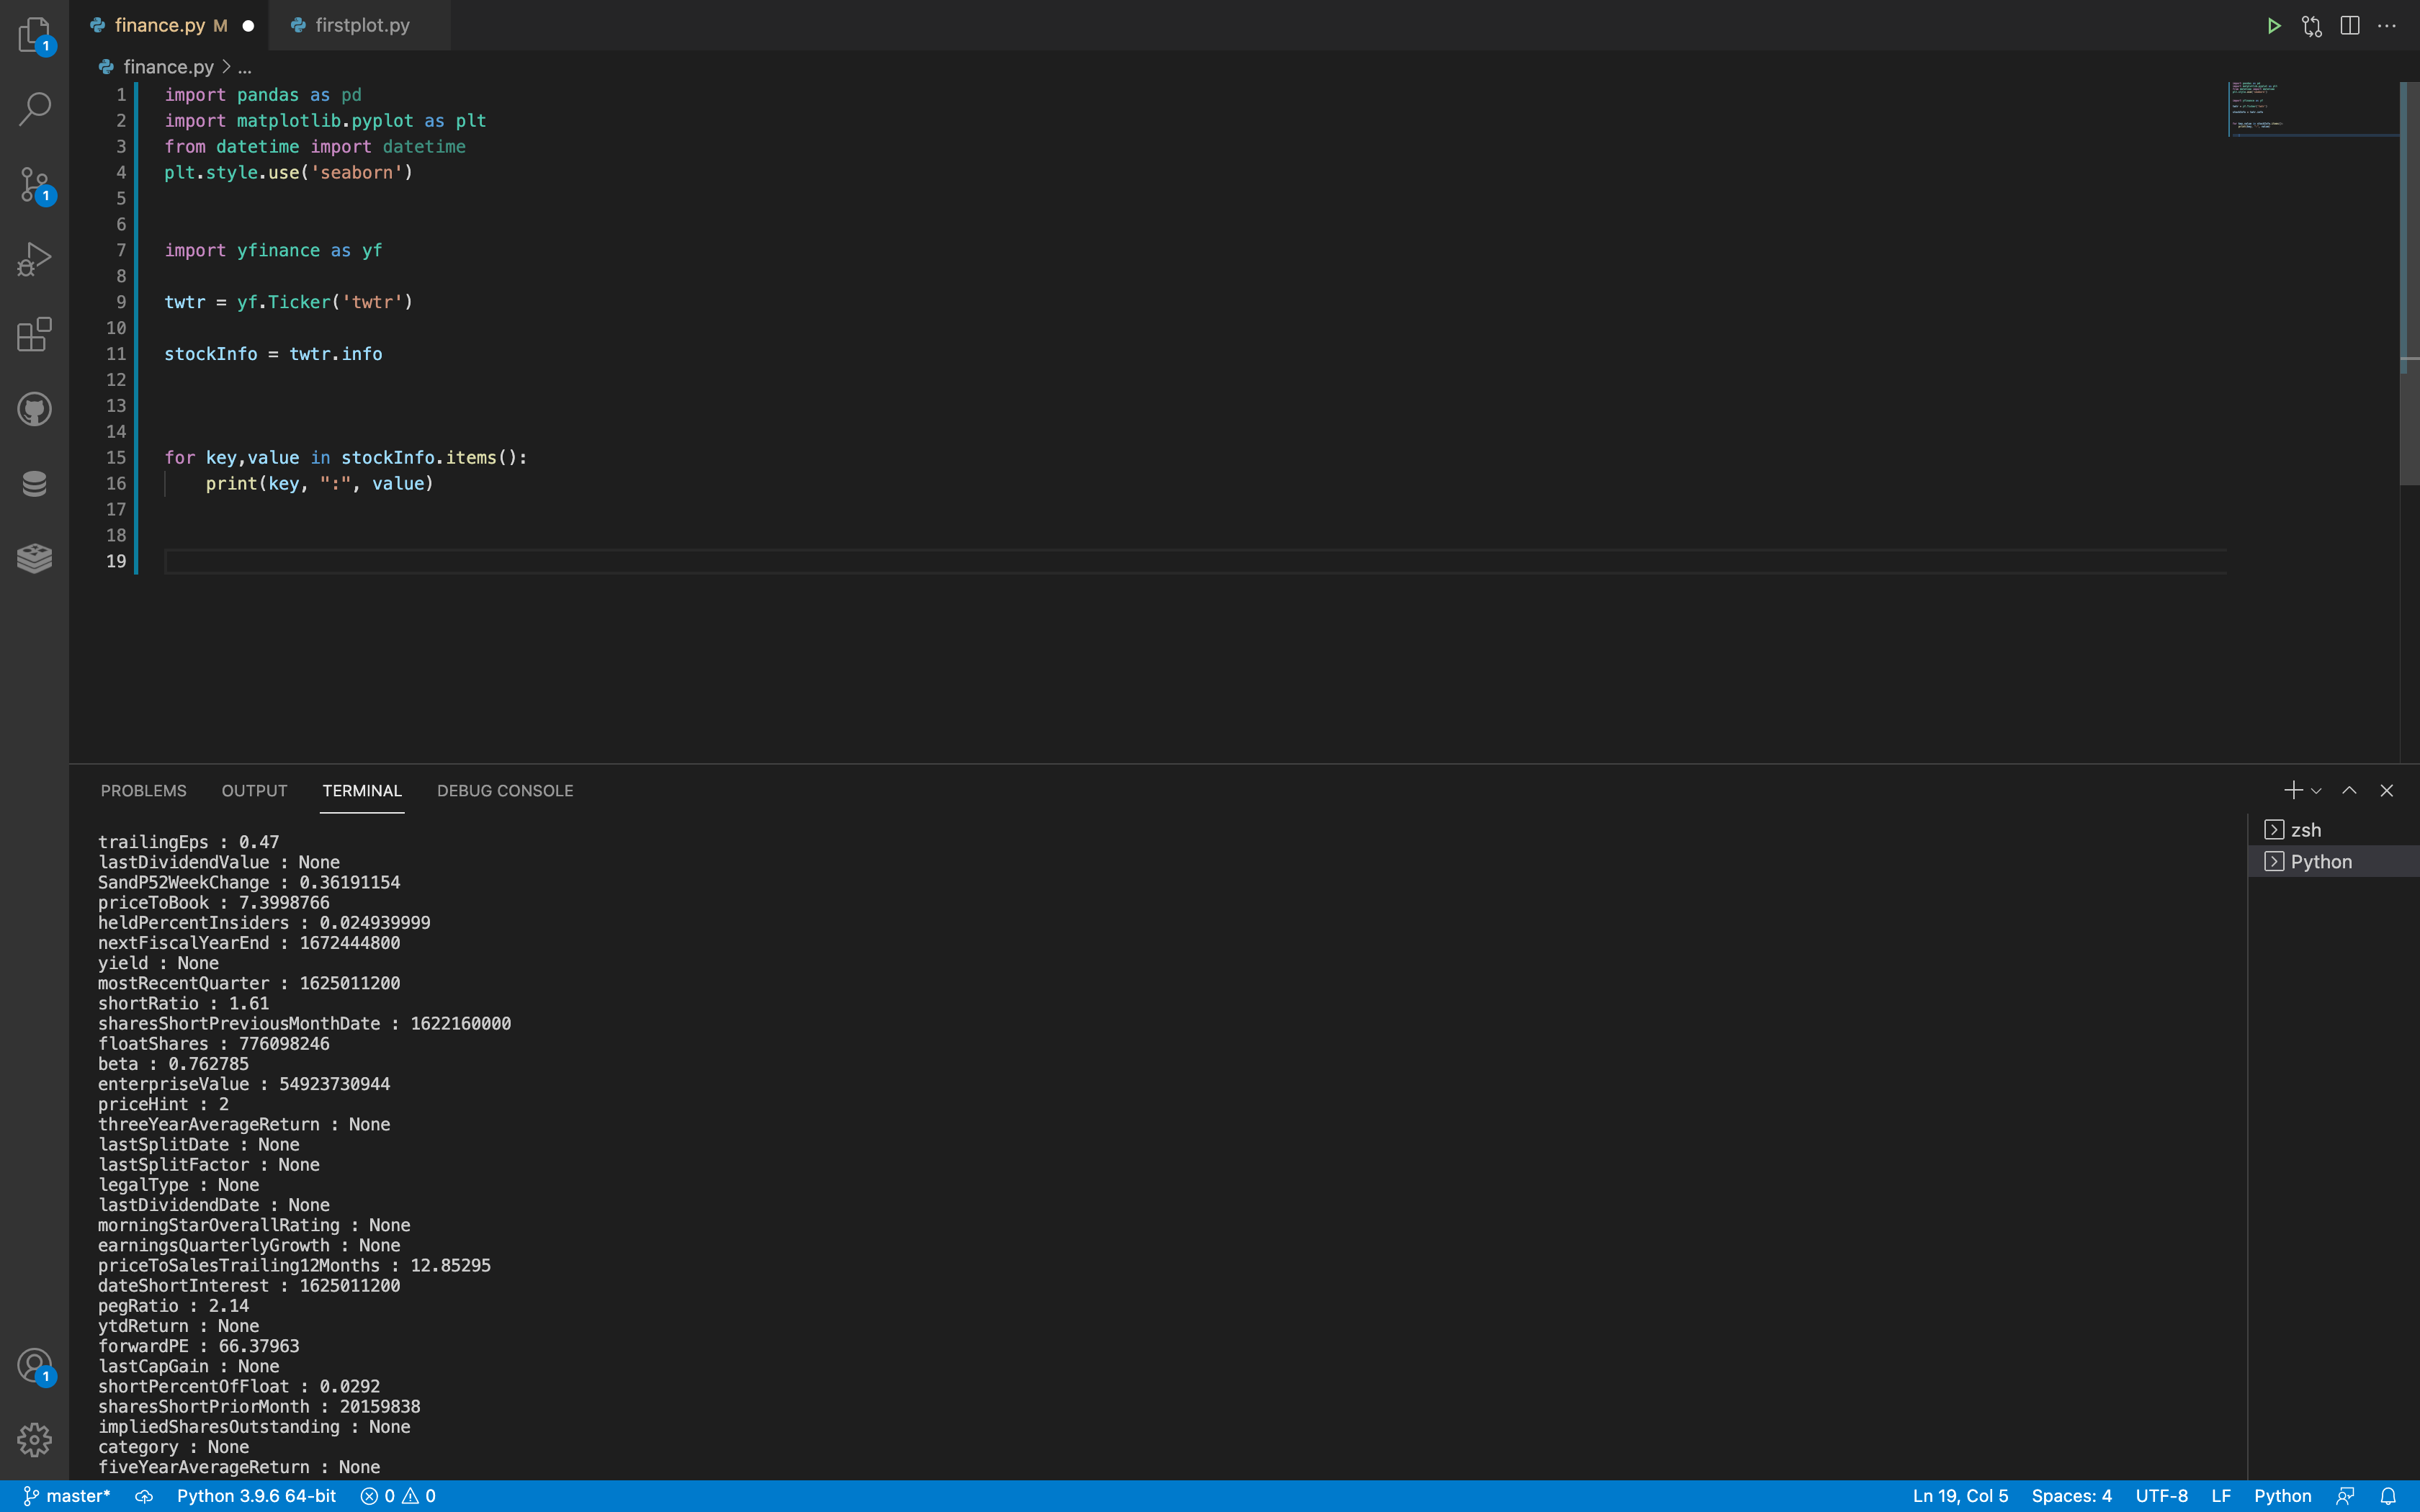 finance.py M
firstplot.py
finance.py > ...
1 import pandas as pd
2 import matplotlib.pyplot as plt
3 from datetime import datetime
4 plt.style.use('seaborn')
5
6
7 import yfinance as yf
8
9 twtr = yf.Ticker('twtr')
10
11 stockInfo = twtr.info
12
13
14
15 for key,value in stockInfo.items():
16     print(key, ":", value)
17
18
19
PROBLEMS OUTPUT TERMINAL DEBUG CONSOLE
trailingEps : 0.47
lastDividendValue : None
SandP52WeekChange : 0.36191154
priceToBook : 7.3998766
heldPercentInsiders : 0.024939999
nextFiscalYearEnd : 1672444800
yield : None
mostRecentQuarter : 1625011200
shortRatio : 1.61
sharesShortPreviousMonthDate : 1622160000
floatShares : 776098246
beta : 0.762785
enterpriseValue : 54923730944
priceHint : 2
threeYearAverageReturn : None
lastSplitDate : None
lastSplitFactor : None
legalType : None
lastDividendDate : None
morningStarOverallRating : None
earningsQuarterlyGrowth : None
priceToSalesTrailing12Months : 12.85295
dateShortInterest : 1625011200
pegRatio : 2.14
ytdReturn : None
forwardPE : 66.37963
lastCapGain : None
shortPercentOfFloat : 0.0292
sharesShortPriorMonth : 20159838
impliedSharesOutstanding : None
category : None
fiveYearAverageReturn : None
zsh
Python
1
1
1
master* Python 3.9.6 64-bit 0 0 Ln 19, Col 5 Spaces: 4 UTF-8 LF Python